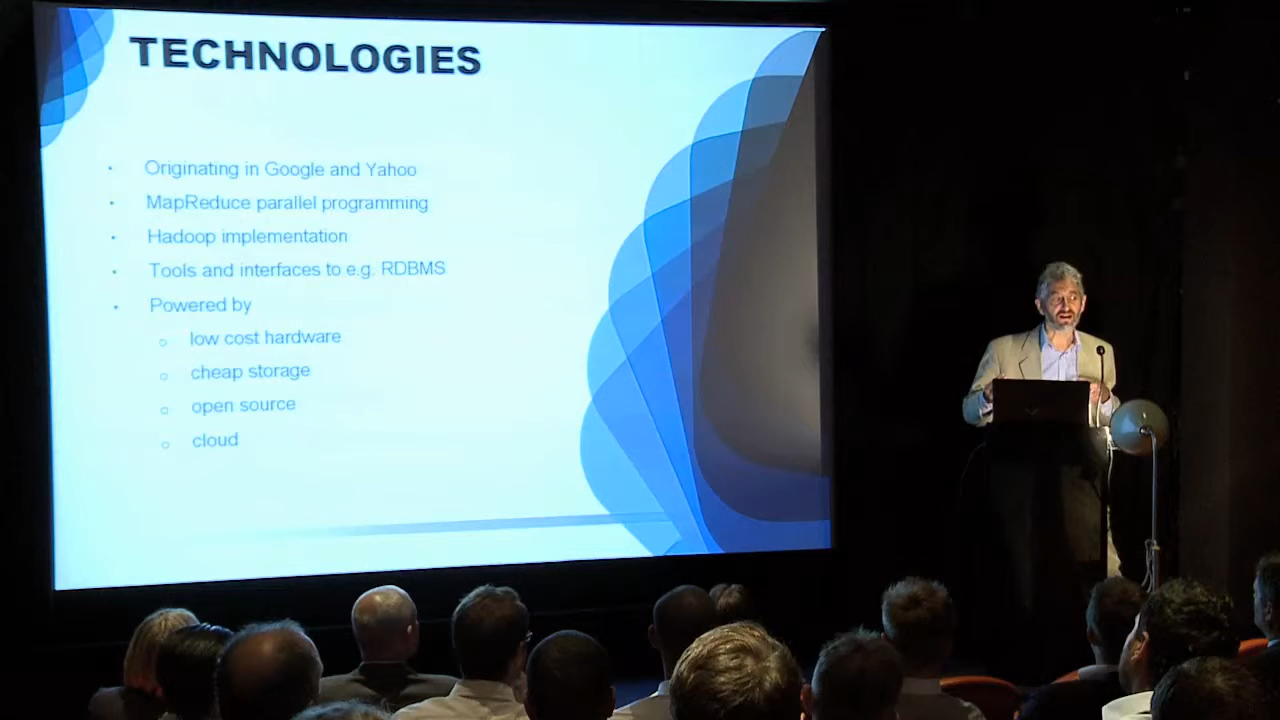 TECHNOLOGIES
Originating in Google and Yahoo
MapReduce parallel programming
Hadoop implementation
Tools and interfaces to e.g. RDBMS
Powered by
low cost hardware
cheap storage
open source
cloud